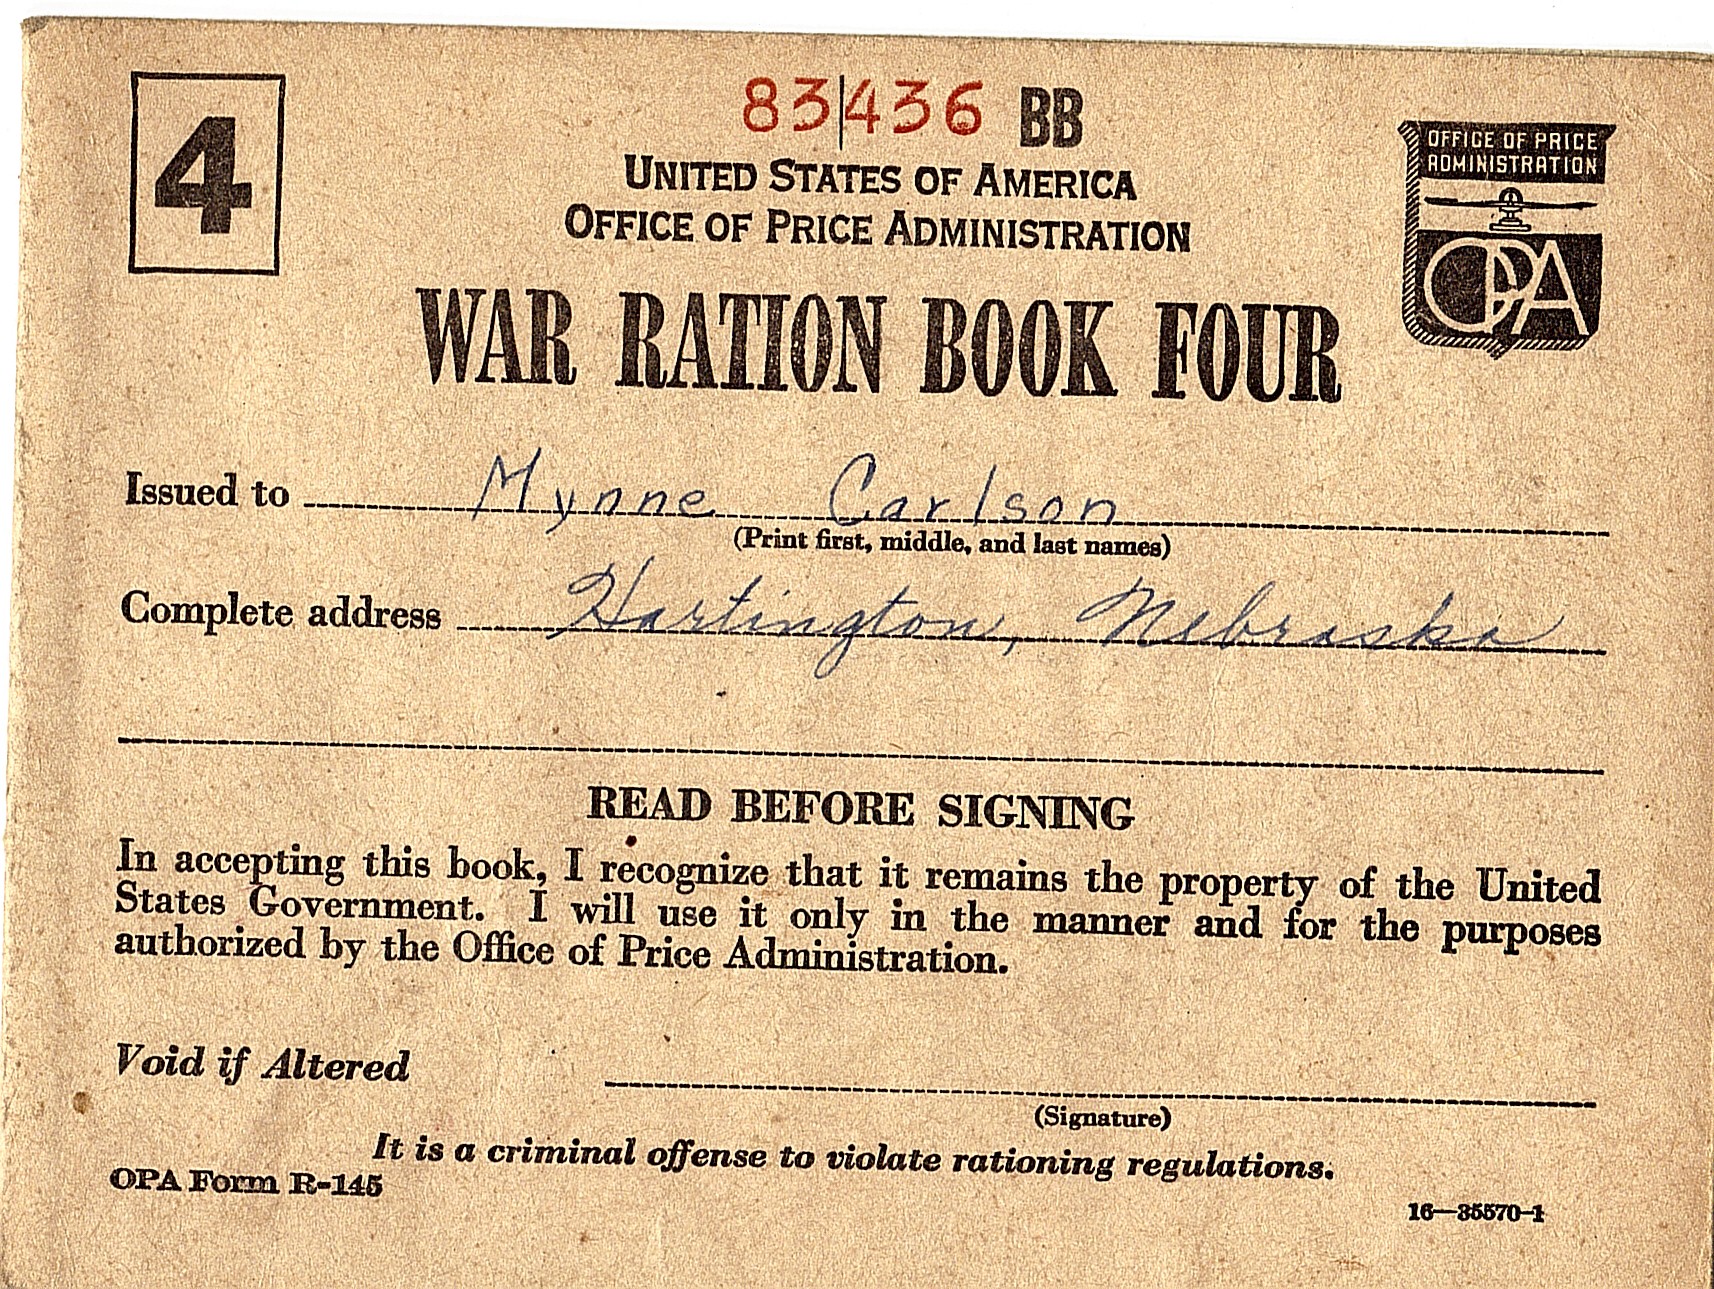 4
83436 BB
OFFICE OF PRICE
ADMINISTRATION
OPA
UNITED STATES OF AMERICA
OFFICE OF PRICE ADMINISTRATION
WAR RATION BOOK FOUR
Issued to Mynne Carlson
(Print first, middle, and last names)
Complete address Hartington, Nebraska
READ BEFORE SIGNING
In accepting this book, I recognize that it remains the property of the United
States Government. I will use it only in the manner and for the purposes
authorized by the Office of Price Administration.
Void if Altered
(Signature)
It is a criminal offense to violate rationing regulations.
OPA Form R-145
16—35570-1